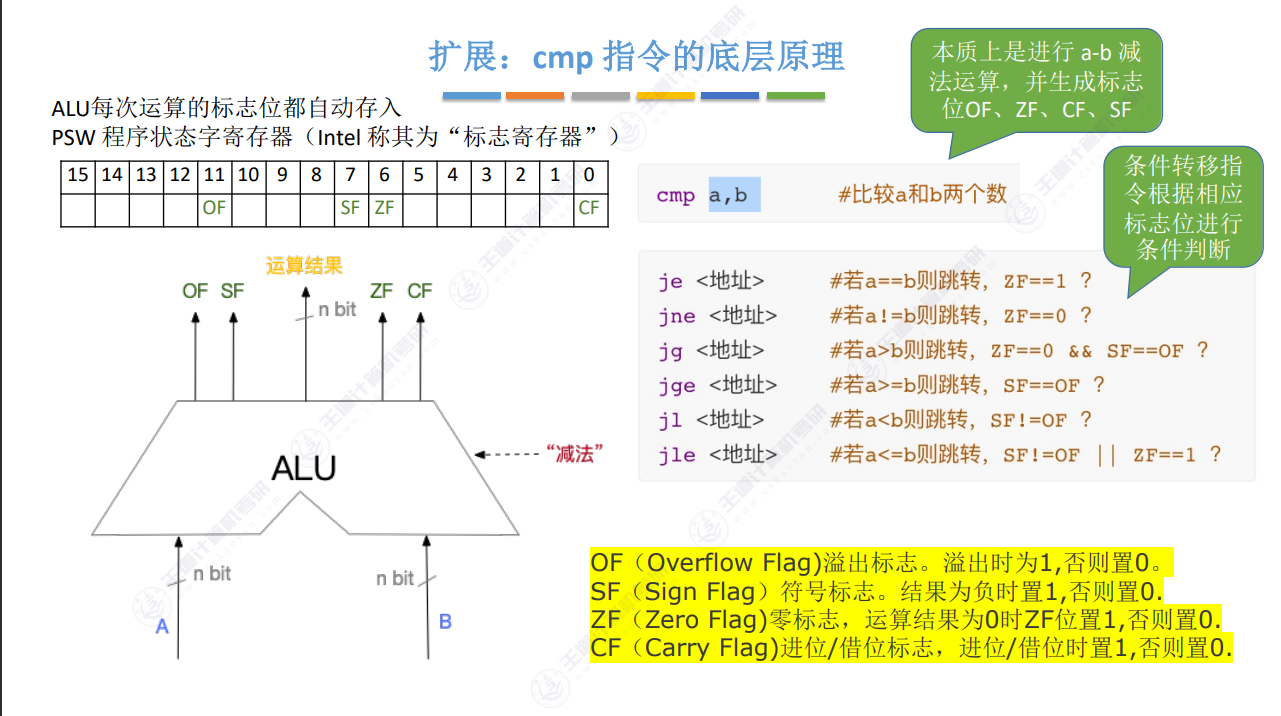 扩展：cmp 指令的底层原理
本质上是进行 a-b 减
法运算，并生成标志
位OF、ZF、CF、SF
ALU每次运算的标志位都自动存入
PSW 程序状态字寄存器（Intel 称其为“标志寄存器”）
15 14 13 12 11 10 9 8 7 6 5 4 3 2 1 0
OF SF ZF CF
条件转移指
令根据相应
标志位进行
条件判断
cmp a,b #比较a和b两个数
je <地址> #若a==b则跳转，ZF==1 ？
jne <地址> #若a!=b则跳转，ZF==0 ？
jg <地址> #若a>b则跳转，ZF==0 && SF==OF ？
jge <地址> #若a>=b则跳转，SF==OF ？
jl <地址> #若a<b则跳转，SF!=OF ？
jle <地址> #若a<=b则跳转，SF!=OF || ZF==1 ？
运算结果
OF SF ZF CF
n bit
ALU
“减法”
n bit
n bit
A
B
OF（Overflow Flag)溢出标志。溢出时为1,否则置0。
SF（Sign Flag）符号标志。结果为负时置1,否则置0.
ZF（Zero Flag)零标志，运算结果为0时ZF位置1,否则置0.
CF（Carry Flag)进位/借位标志，进位/借位时置1,否则置0.
王道计算机考研